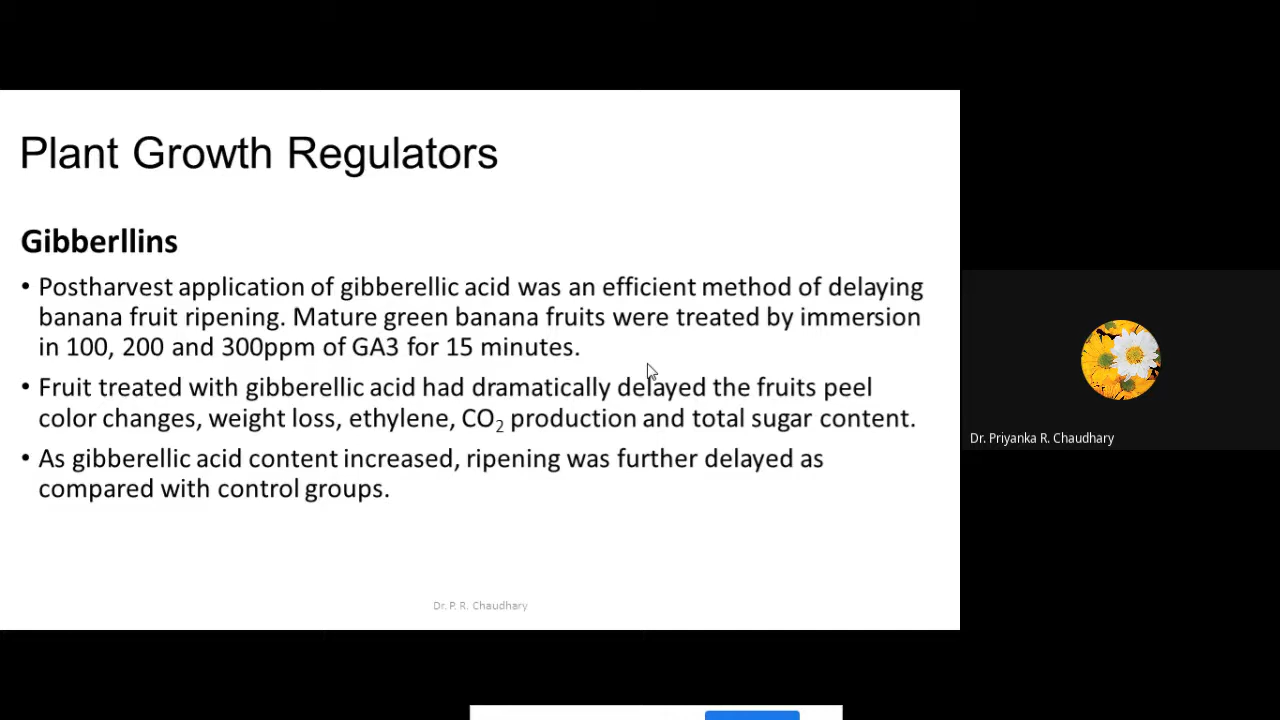 Plant Growth Regulators
Gibberllins
• Postharvest application of gibberellic acid was an efficient method of delaying
banana fruit ripening. Mature green banana fruits were treated by immersion
in 100, 200 and 300ppm of GA3 for 15 minutes.
• Fruit treated with gibberellic acid had dramatically delayed the fruits peel
color changes, weight loss, ethylene, CO₂ production and total sugar content.
• As gibberellic acid content increased, ripening was further delayed as
compared with control groups.
Dr. P. R. Chaudhary
Dr. Priyanka R. Chaudhary